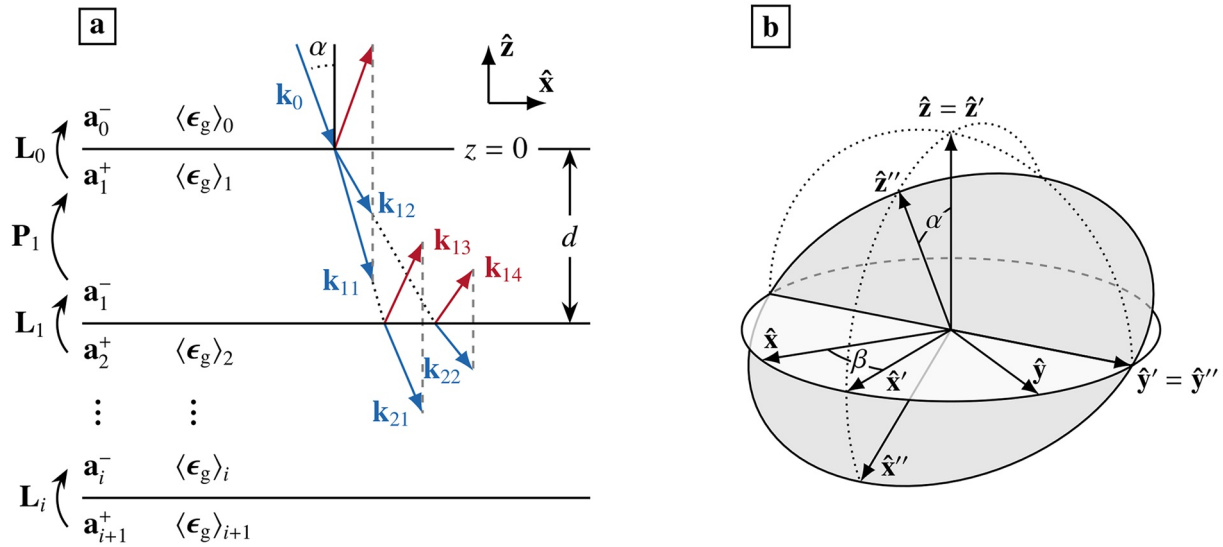 a
α
ẑ
x̂
k₀
a₀⁻ ⟨ϵg⟩₀
L₀
z = 0
a₁⁺ ⟨ϵg⟩₁
k₁₂
P₁
d
k₁₃
k₁₄
k₁₁
a₁⁻
L₁
a₂⁺ ⟨ϵg⟩₂
k₂₂
k₂₁
⋮ ⋮
aᵢ⁻ ⟨ϵg⟩ᵢ
Lᵢ
aᵢ₊₁⁺ ⟨ϵg⟩ᵢ₊₁
b
ẑ = ẑ′
ẑ″
α
x̂
β
x̂′
ŷ
ŷ′ = ŷ″
x̂″